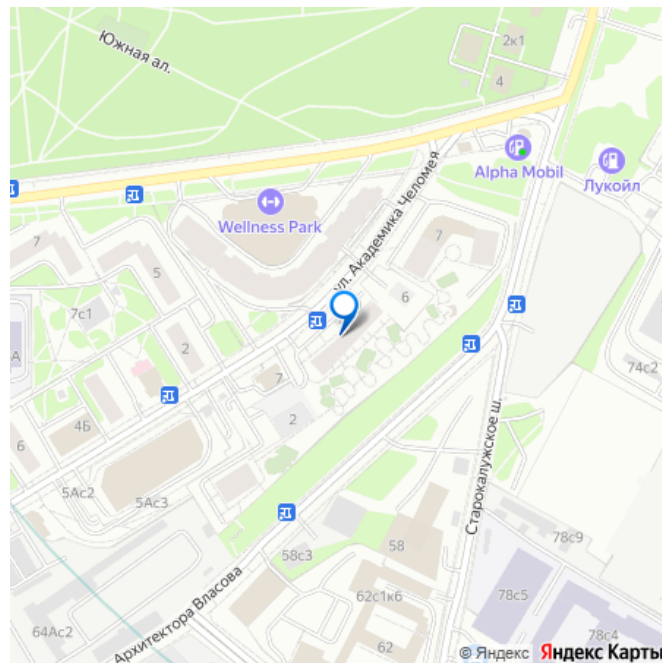 Южная ал.
2к1
4
Alpha Mobil
Лукойл
ул. Академика Челомея
Wellness Park
7
7
5
6
7с1
2
А
7
74с2
4Б
2
6
5Ас2
5Ас3
Старокалужское ш.
58
78с9
58с3
62с1к6
78с5
Архитектора Власова
64Ас2
62
78с4
© Яндекс Яндекс Карты